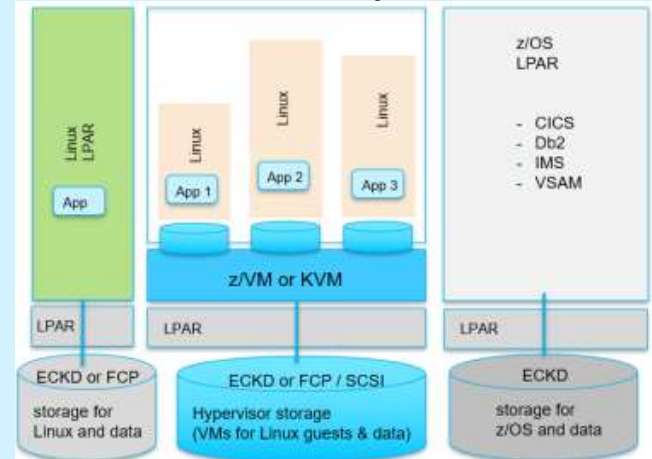 Linux
LPAR
App
Linux
App 1
Linux
App 2
Linux
App 3
z/VM or KVM
z/OS
LPAR
- CICS
- Db2
- IMS
- VSAM
LPAR
LPAR
LPAR
ECKD or FCP
storage for
Linux and data
ECKD or FCP / SCSI
Hypervisor storage
(VMs for Linux guests & data)
ECKD
storage for
z/OS and data